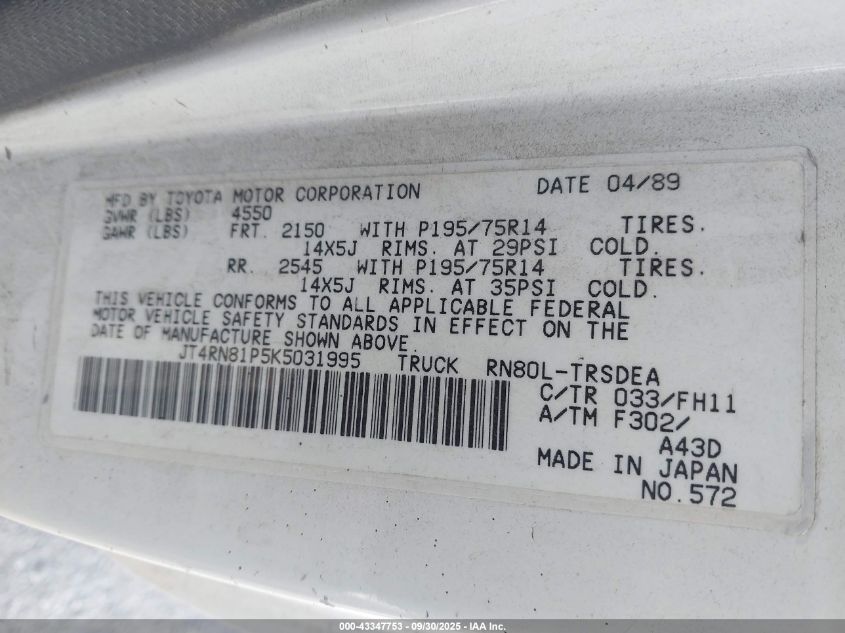 MFD BY TOYOTA MOTOR CORPORATION DATE 04/89
GVWR (LBS) 4550
GAWR (LBS) FRT. 2150 WITH P195/75R14 TIRES.
14X5J RIMS. AT 29PSI COLD.
RR. 2545 WITH P195/75R14 TIRES.
14X5J RIMS. AT 35PSI COLD.
THIS VEHICLE CONFORMS TO ALL APPLICABLE FEDERAL
MOTOR VEHICLE SAFETY STANDARDS IN EFFECT ON THE
DATE OF MANUFACTURE SHOWN ABOVE.
JT4RN81P5K5031995 TRUCK RN80L-TRSDEA
C/TR 033/FH11
A/TM F302/
A43D
MADE IN JAPAN
NO.572
000-43347753 - 09/30/2025 - IAA Inc.